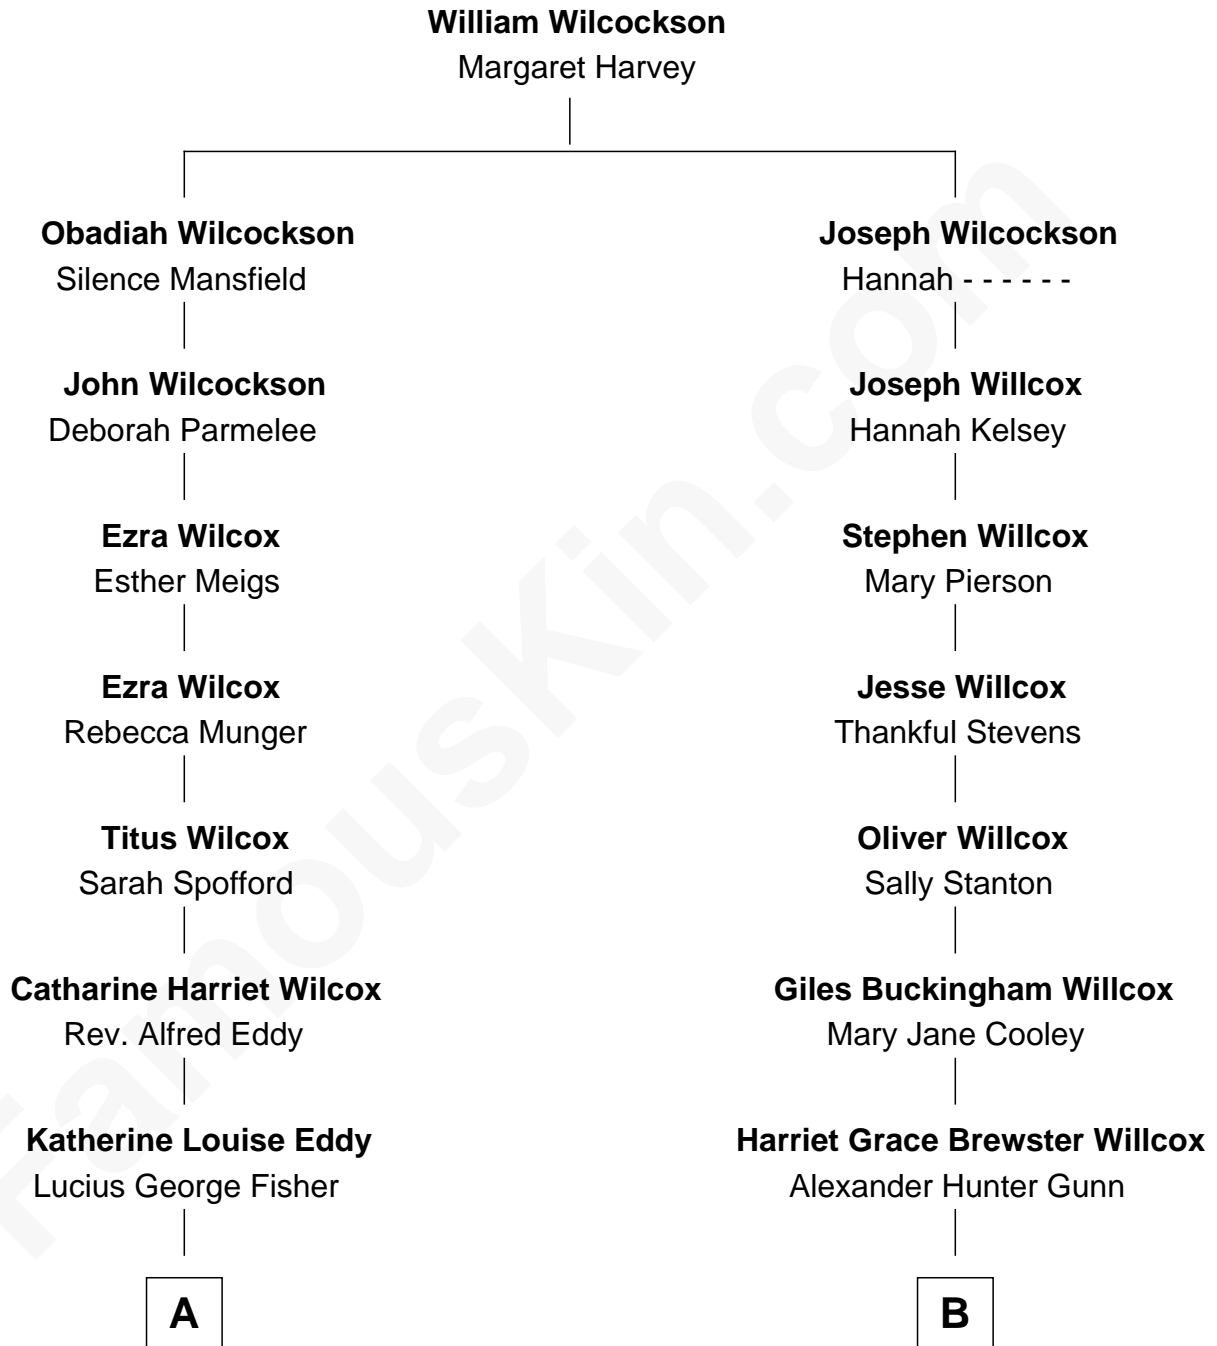 William Wilcockson
Margaret Harvey
Obadiah Wilcockson
Silence Mansfield
Joseph Wilcockson
Hannah - - - - - -
John Wilcockson
Deborah Parmelee
Joseph Willcox
Hannah Kelsey
Ezra Wilcox
Esther Meigs
Stephen Willcox
Mary Pierson
Ezra Wilcox
Rebecca Munger
Jesse Willcox
Thankful Stevens
Titus Wilcox
Sarah Spofford
Oliver Willcox
Sally Stanton
Catharine Harriet Wilcox
Rev. Alfred Eddy
Giles Buckingham Willcox
Mary Jane Cooley
Katherine Louise Eddy
Lucius George Fisher
Harriet Grace Brewster Willcox
Alexander Hunter Gunn
A
B
FamousKin.com